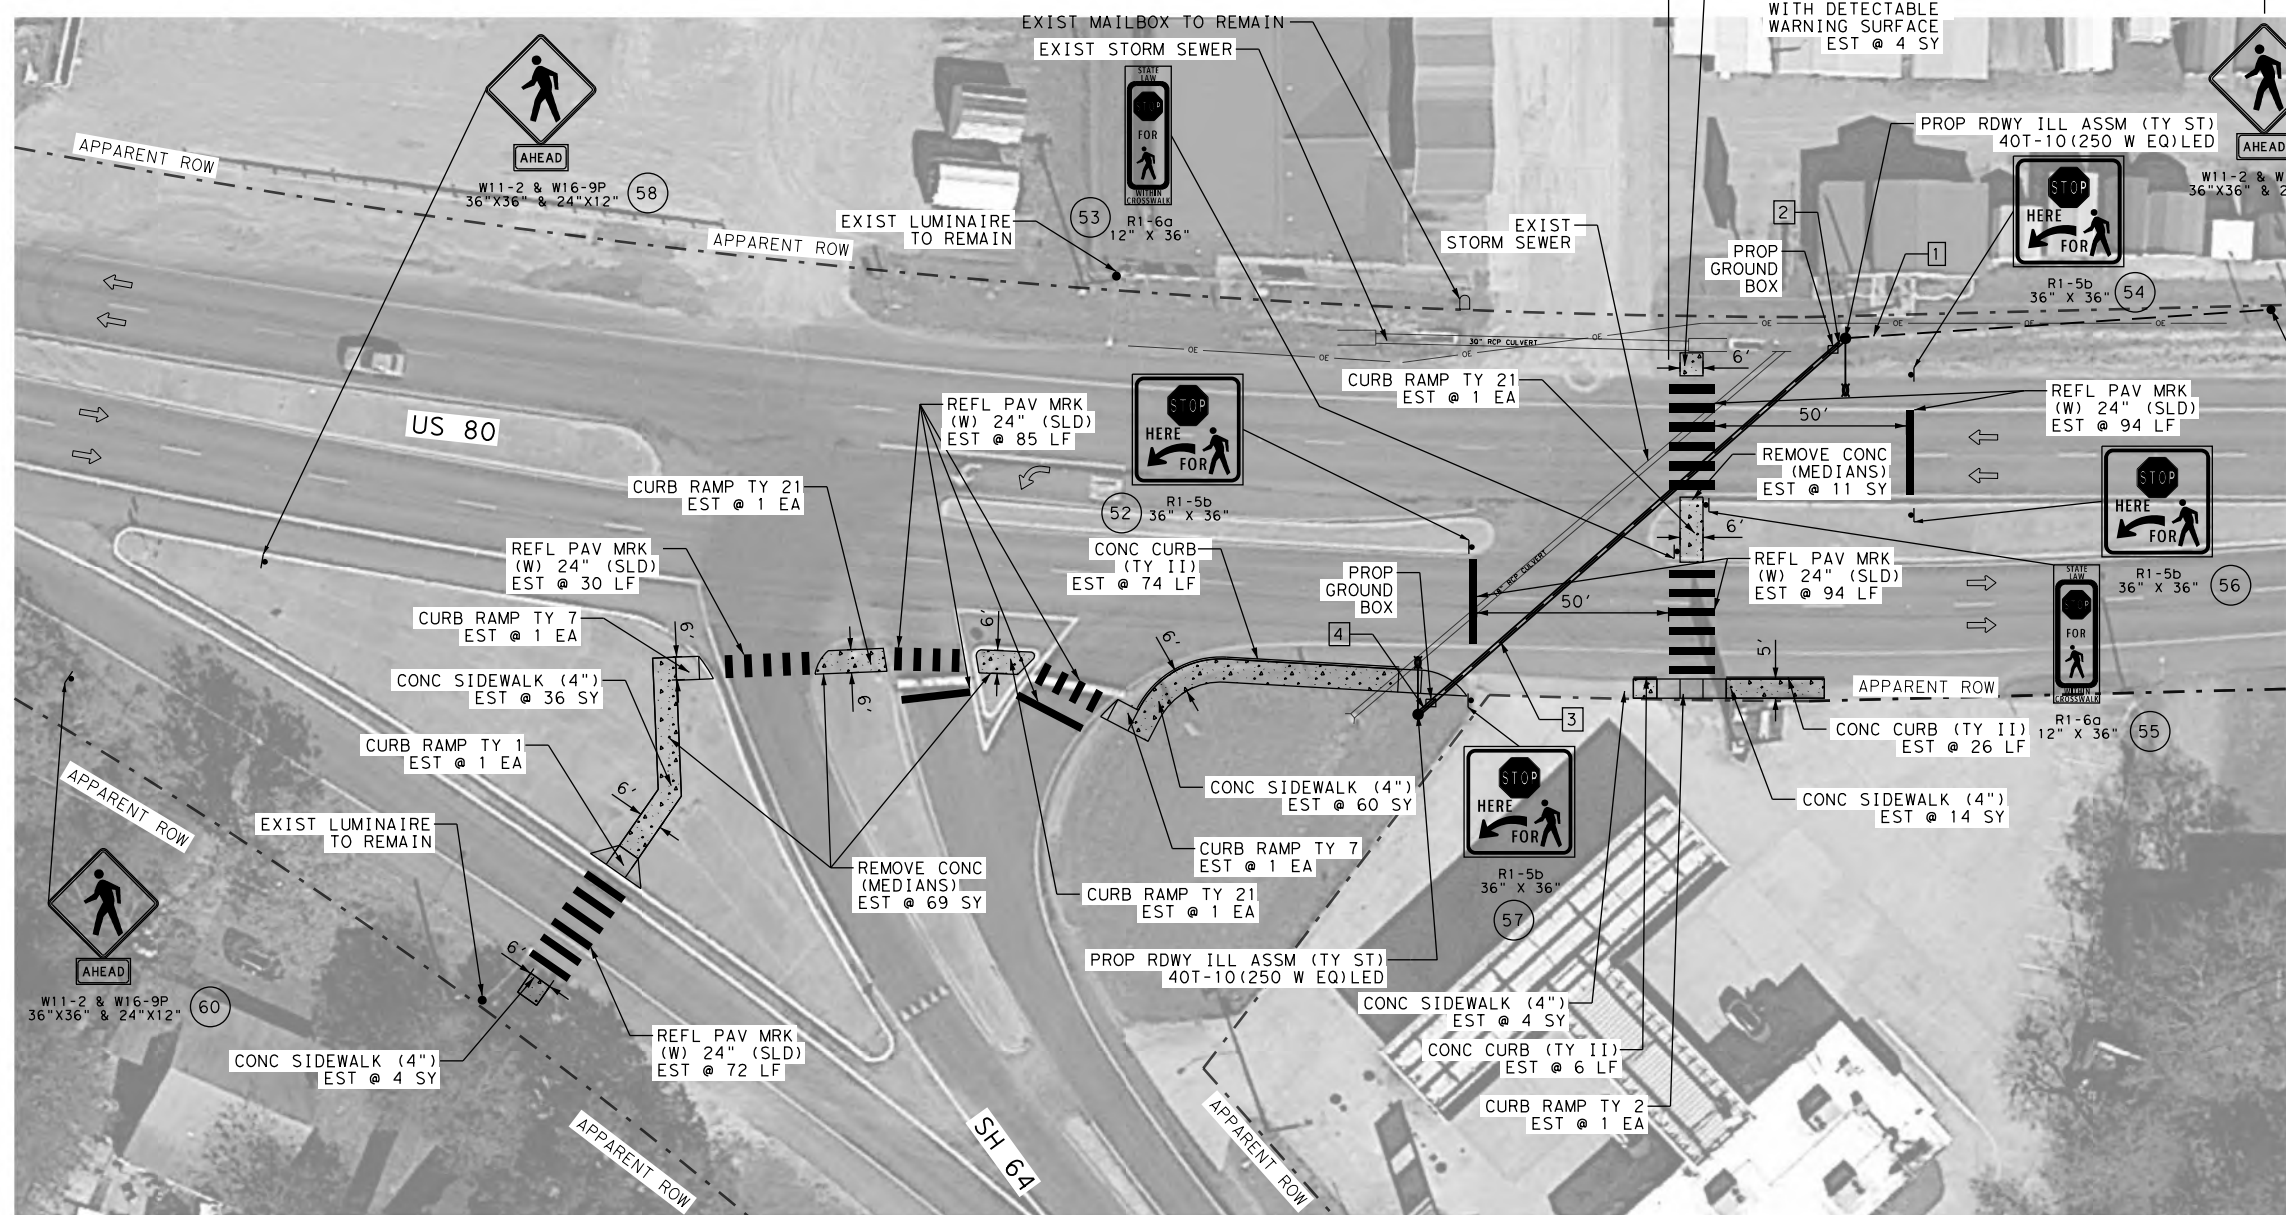 EXIST MAILBOX TO REMAIN
EXIST STORM SEWER
WITH DETECTABLE
WARNING SURFACE
EST @ 4 SY
STATE
LAW
STOP
FOR
WITHIN
CROSSWALK
53
R1-6a
12" X 36"
AHEAD
W11-2 & W16-9P
36"X36" & 24"X12"
58
APPARENT ROW
APPARENT ROW
EXIST LUMINAIRE
TO REMAIN
EXIST
STORM SEWER
PROP RDWY ILL ASSM (TY ST)
40T-10(250 W EQ)LED
AHEAD
W11-2 & W
36"X36" & 2
STOP
HERE
FOR
R1-5b
36" X 36"
54
2
1
PROP
GROUND
BOX
OE
OE
OE
OE
OE
OE
OE
30" RCP CULVERT
6'
CURB RAMP TY 21
EST @ 1 EA
REFL PAV MRK
(W) 24" (SLD)
EST @ 94 LF
50'
US 80
REFL PAV MRK
(W) 24" (SLD)
EST @ 85 LF
STOP
HERE
FOR
52
R1-5b
36" X 36"
REMOVE CONC
(MEDIANS)
EST @ 11 SY
STOP
HERE
FOR
R1-5b
36" X 36"
56
CURB RAMP TY 21
EST @ 1 EA
6'
REFL PAV MRK
(W) 24" (SLD)
EST @ 30 LF
CONC CURB
(TY II)
EST @ 74 LF
PROP
GROUND
BOX
18" RCP CULVERT
REFL PAV MRK
(W) 24" (SLD)
EST @ 94 LF
50'
STATE
LAW
STOP
FOR
WITHIN
CROSSWALK
R1-6a
12" X 36"
55
CURB RAMP TY 7
EST @ 1 EA
6'
6'
6'
6'
4
5'
CONC SIDEWALK (4")
EST @ 36 SY
APPARENT ROW
3
CONC CURB (TY II)
EST @ 26 LF
CURB RAMP TY 1
EST @ 1 EA
6'
STOP
HERE
FOR
R1-5b
36" X 36"
57
CONC SIDEWALK (4")
EST @ 60 SY
CONC SIDEWALK (4")
EST @ 14 SY
APPARENT ROW
EXIST LUMINAIRE
TO REMAIN
CURB RAMP TY 7
EST @ 1 EA
REMOVE CONC
(MEDIANS)
EST @ 69 SY
CURB RAMP TY 21
EST @ 1 EA
AHEAD
W11-2 & W16-9P
36"X36" & 24"X12"
60
6'
PROP RDWY ILL ASSM (TY ST)
40T-10(250 W EQ)LED
CONC SIDEWALK (4")
EST @ 4 SY
REFL PAV MRK
(W) 24" (SLD)
EST @ 72 LF
CONC SIDEWALK (4")
EST @ 4 SY
CONC CURB (TY II)
EST @ 6 LF
CURB RAMP TY 2
EST @ 1 EA
APPARENT ROW
SH 64
APPARENT ROW